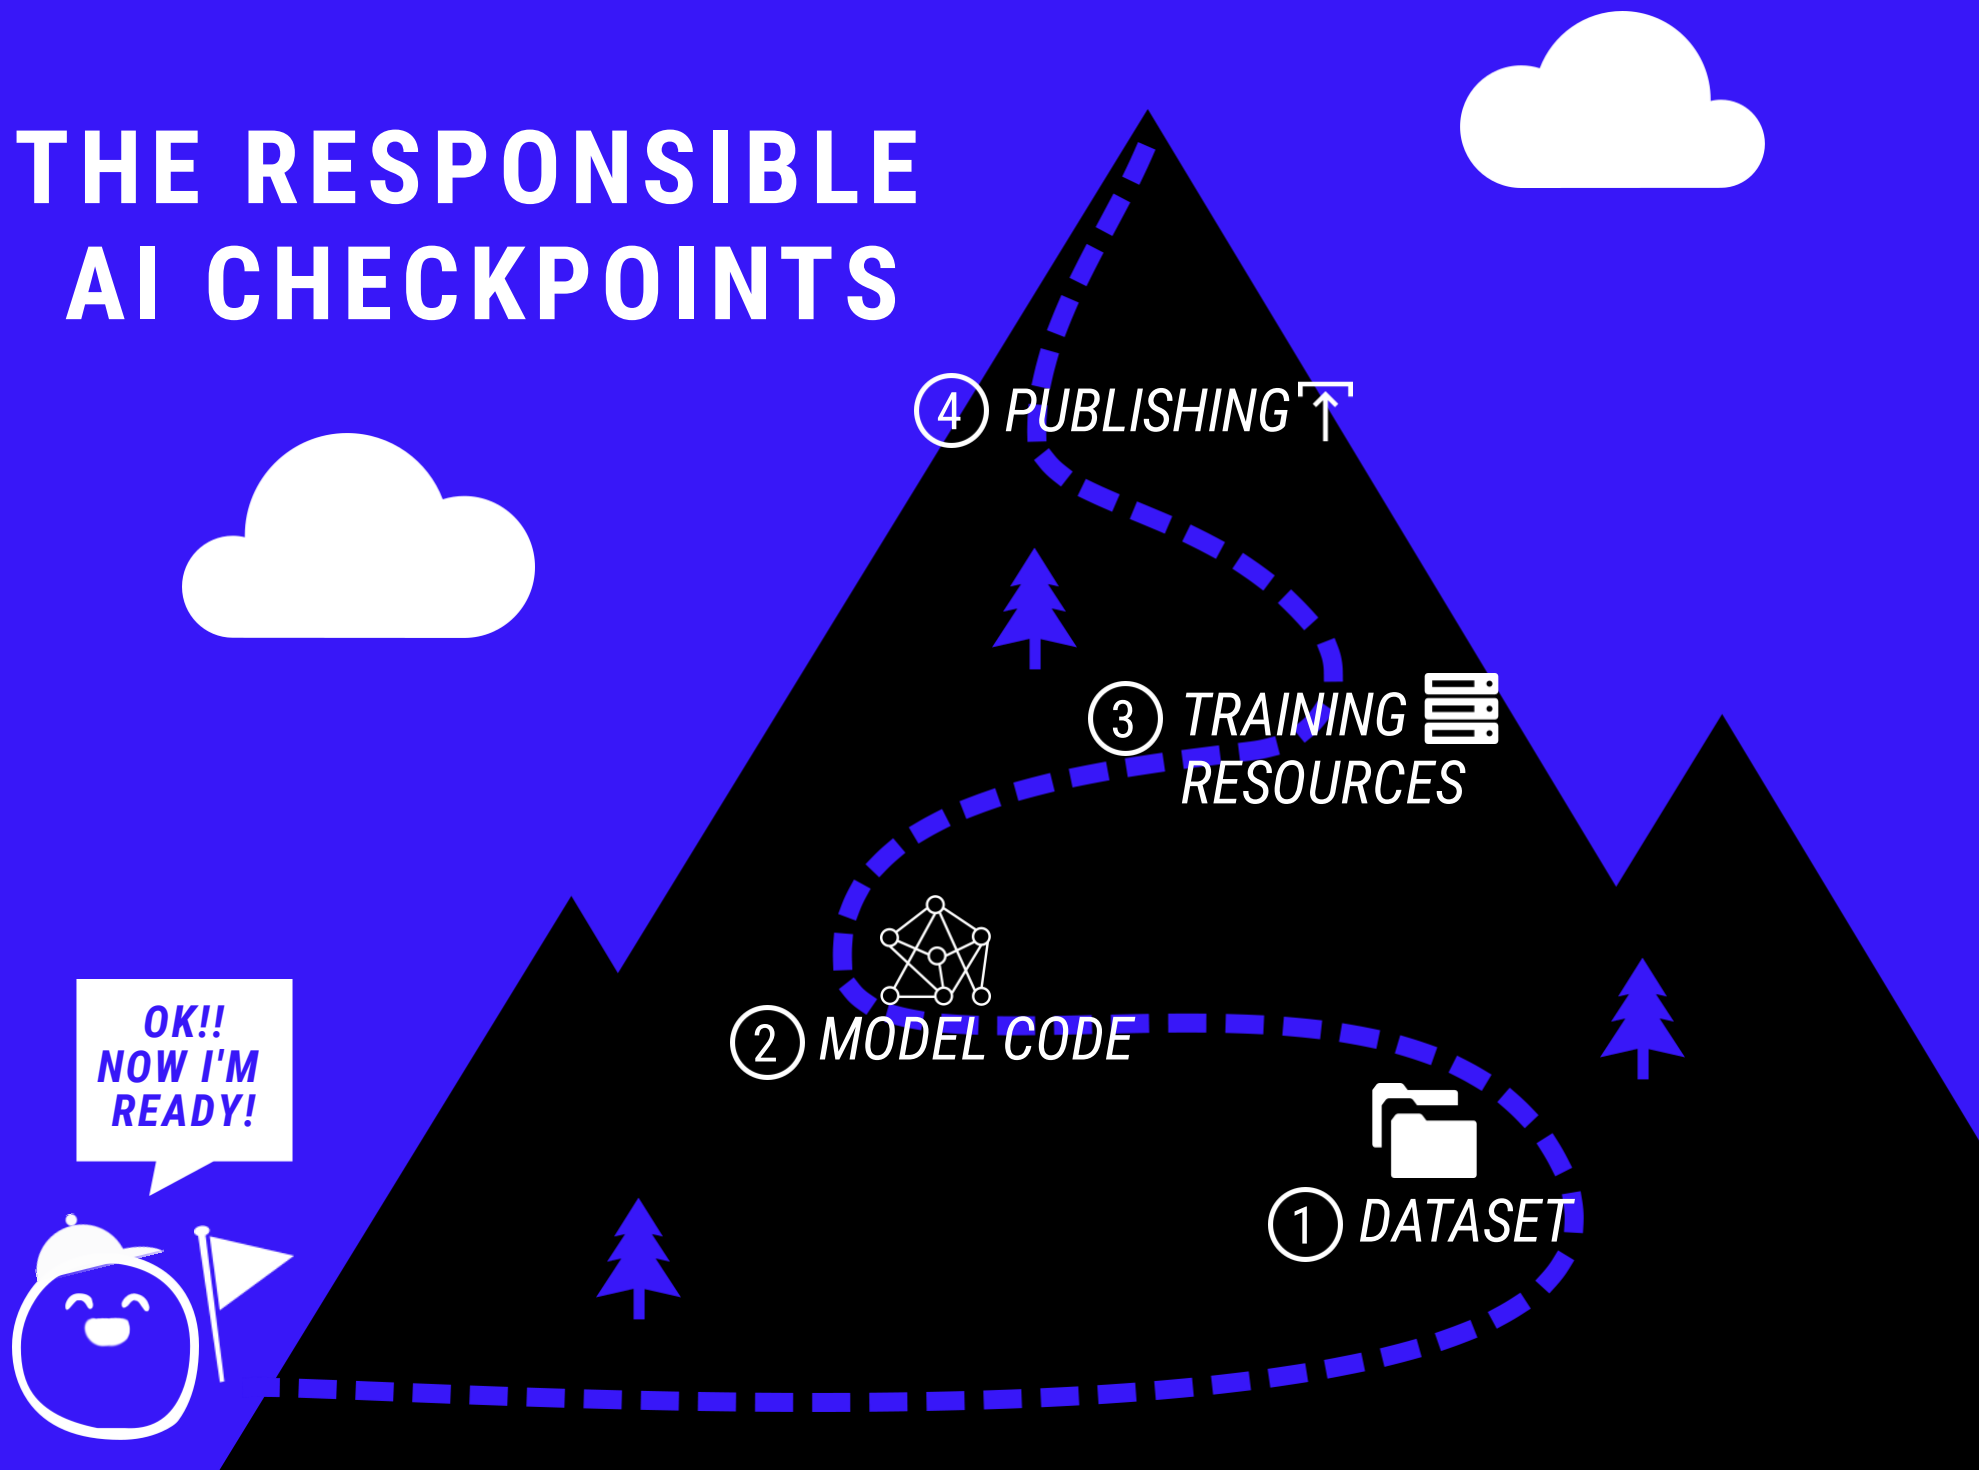 THE RESPONSIBLE
AI CHECKPOINTS
4 PUBLISHING
3 TRAINING
RESOURCES
2 MODEL CODE
1 DATASET
OK!!
NOW I'M
READY!